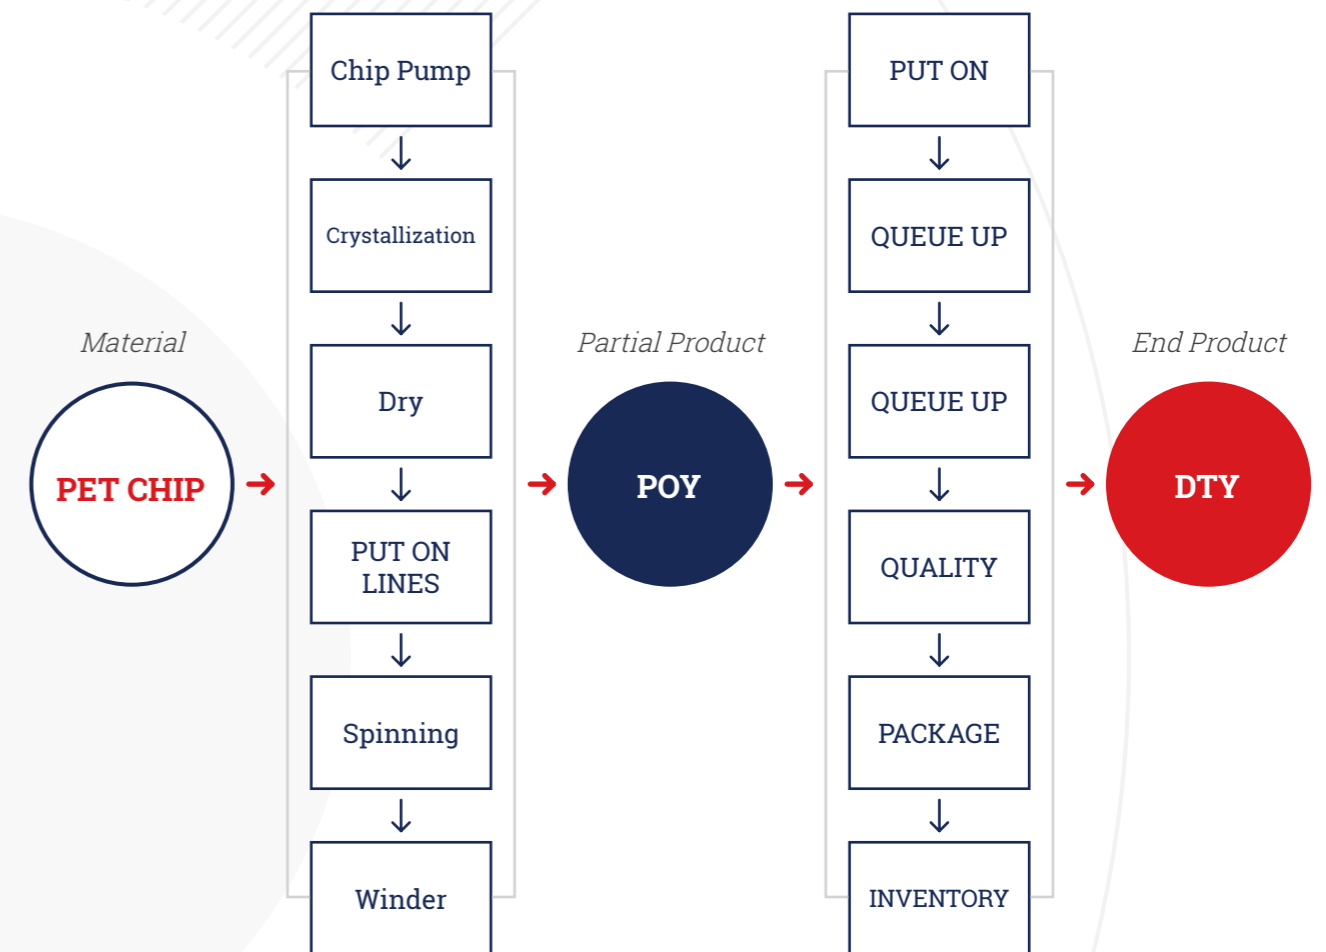 Material
PET CHIP
Chip Pump
Crystallization
Dry
PUT ON
LINES
Spinning
Winder
Partial Product
POY
PUT ON
QUEUE UP
QUEUE UP
QUALITY
PACKAGE
INVENTORY
End Product
DTY